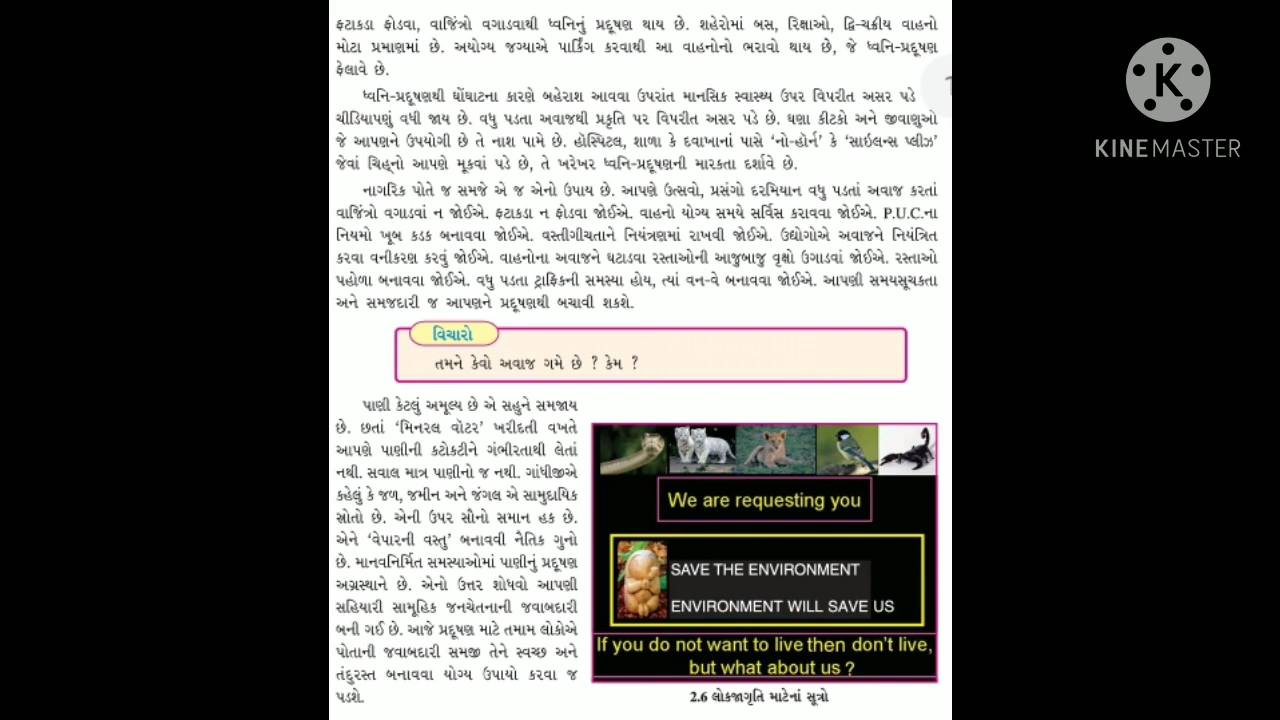 ફટાકડા ફોડવા, વાજિંત્રો વગાડવાથી ધ્વનિનું પ્રદૂષણ થાય છે. શહેરોમાં બસ, રિક્ષાઓ, દ્વિ-ચક્રીય વાહનો
મોટા પ્રમાણમાં છે. અયોગ્ય જગ્યાએ પાર્કિંગ કરવાથી આ વાહનોનો ભરાવો થાય છે, જે ધ્વનિ-પ્રદૂષણ
ફેલાવે છે.
ધ્વનિ-પ્રદૂષણથી ઘોંઘાટના કારણે બહેરાશ આવવા ઉપરાંત માનસિક સ્વાસ્થ્ય ઉપર વિપરીત અસર પડે
ચીડિયાપણું વધી જાય છે. વધુ પડતા અવાજથી પ્રકૃતિ પર વિપરીત અસર પડે છે. ઘણા કીટકો અને જીવાણુઓ
જે આપણને ઉપયોગી છે તે નાશ પામે છે. હૉસ્પિટલ, શાળા કે દવાખાનાં પાસે ‘નો-હૉર્ન’ કે ‘સાઇલન્સ પ્લીઝ’
જેવાં ચિહ્નો આપણે મૂકવાં પડે છે, તે ખરેખર ધ્વનિ-પ્રદૂષણની મારકતા દર્શાવે છે.
નાગરિક પોતે જ સમજે એ જ એનો ઉપાય છે. આપણે ઉત્સવો, પ્રસંગો દરમિયાન વધુ પડતાં અવાજ કરતાં
વાજિંત્રો વગાડવાં ન જોઈએ. ફટાકડા ન ફોડવા જોઈએ. વાહનો યોગ્ય સમયે સર્વિસ કરાવવા જોઈએ. P.U.C.ના
નિયમો ખૂબ કડક બનાવવા જોઈએ. વસ્તીગીચતાને નિયંત્રણમાં રાખવી જોઈએ. ઉદ્યોગોએ અવાજને નિયંત્રિત
કરવા વનીકરણ કરવું જોઈએ. વાહનોના અવાજને ઘટાડવા રસ્તાઓની આજુબાજુ વૃક્ષો ઉગાડવાં જોઈએ. રસ્તાઓ
પહોળા બનાવવા જોઈએ. વધુ પડતા ટ્રાફિકની સમસ્યા હોય, ત્યાં વન-વે બનાવવા જોઈએ. આપણી સમયસૂચકતા
અને સમજદારી જ આપણને પ્રદૂષણથી બચાવી શકશે.
વિચારો
તમને કેવો અવાજ ગમે છે ? કેમ ?
પાણી કેટલું અમૂલ્ય છે એ સહુને સમજાય
છે. છતાં ‘મિનરલ વૉટર’ ખરીદતી વખતે
આપણે પાણીની કટોકટીને ગંભીરતાથી લેતાં
નથી. સવાલ માત્ર પાણીનો જ નથી. ગાંધીજીએ
કહેલું કે જળ, જમીન અને જંગલ એ સામુદાયિક
સ્રોતો છે. એની ઉપર સૌનો સમાન હક છે.
એને ‘વેપારની વસ્તુ’ બનાવવી નૈતિક ગુનો
છે. માનવનિર્મિત સમસ્યાઓમાં પાણીનું પ્રદૂષણ
અગ્રસ્થાને છે. એનો ઉત્તર શોધવો આપણી
સહિયારી સામૂહિક જનચેતનાની જવાબદારી
બની ગઈ છે. આજે પ્રદૂષણ માટે તમામ લોકોએ
પોતાની જવાબદારી સમજી તેને સ્વચ્છ અને
તંદુરસ્ત બનાવવા યોગ્ય ઉપાયો કરવા જ
પડશે.
We are requesting you
SAVE THE ENVIRONMENT
ENVIRONMENT WILL SAVE US
If you do not want to live then don't live,
but what about us ?
2.6 લોકજાગૃતિ માટેનાં સૂત્રો
K
KINEMASTER